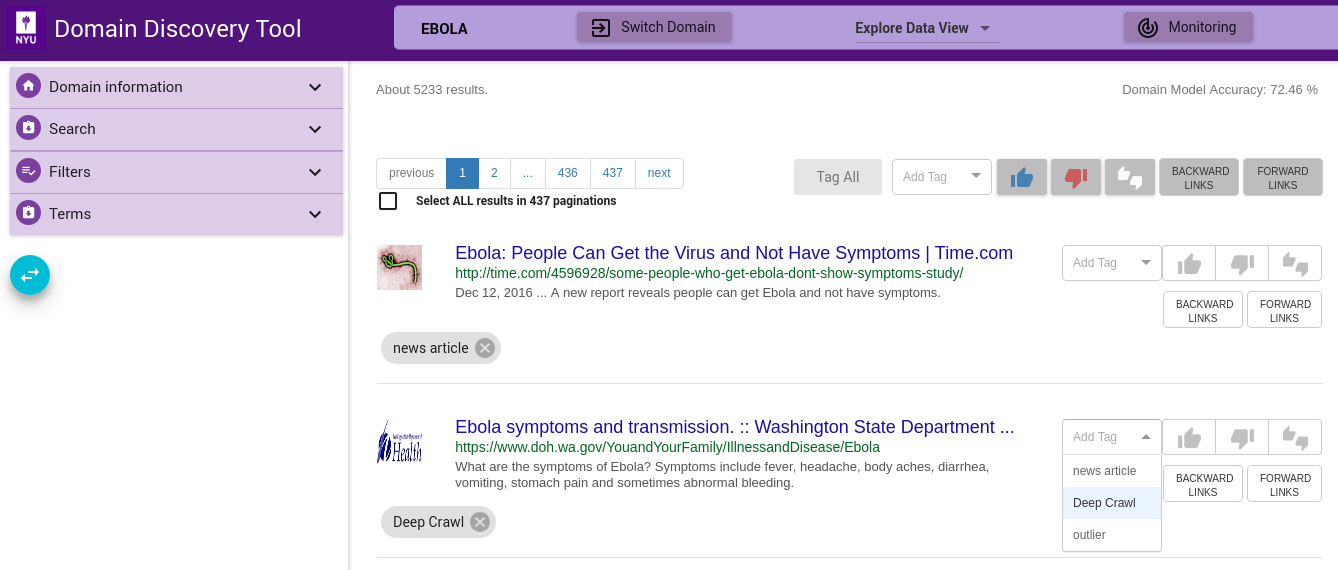 NYU
Domain Discovery Tool
EBOLA
Switch Domain
Explore Data View
Monitoring
Domain information
Search
Filters
Terms
About 5233 results.
Domain Model Accuracy: 72.46 %
previous 1 2 ... 436 437 next
Select ALL results in 437 paginations
Tag All
Add Tag
BACKWARD
LINKS
FORWARD
LINKS
Ebola: People Can Get the Virus and Not Have Symptoms | Time.com
http://time.com/4596928/some-people-who-get-ebola-dont-show-symptoms-study/
Dec 12, 2016 ... A new report reveals people can get Ebola and not have symptoms.
Add Tag
BACKWARD
LINKS
FORWARD
LINKS
news article
Health
Ebola symptoms and transmission. :: Washington State Department ...
https://www.doh.wa.gov/YouandYourFamily/IllnessandDisease/Ebola
What are the symptoms of Ebola? Symptoms include fever, headache, body aches, diarrhea,
vomiting, stomach pain and sometimes abnormal bleeding.
Add Tag
news article
Deep Crawl
outlier
BACKWARD
LINKS
FORWARD
LINKS
Deep Crawl